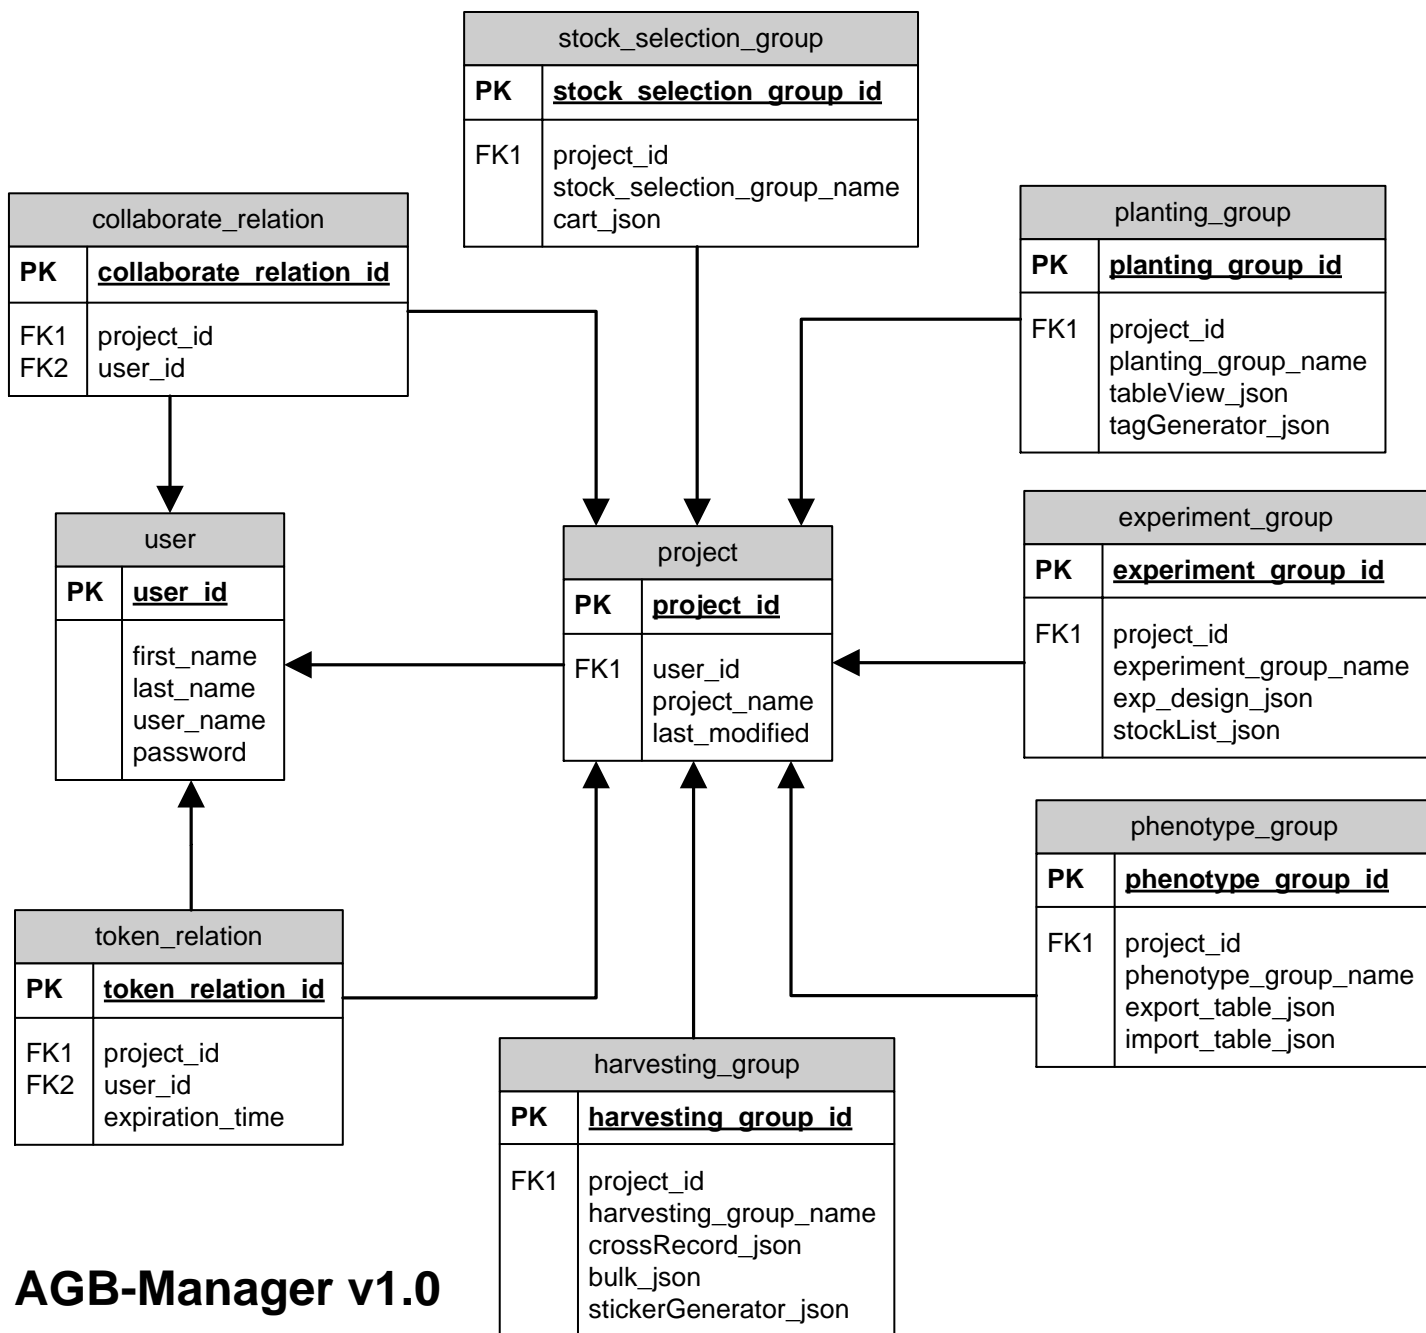 stock_selection_group
PK stock_selection_group_id
FK1 project_id
stock_selection_group_name
cart_json
collaborate_relation
PK collaborate_relation_id
FK1 project_id
FK2 user_id
planting_group
PK planting_group_id
FK1 project_id
planting_group_name
tableView_json
tagGenerator_json
user
PK user_id
first_name
last_name
user_name
password
project
PK project_id
FK1 user_id
project_name
last_modified
experiment_group
PK experiment_group_id
FK1 project_id
experiment_group_name
exp_design_json
stockList_json
phenotype_group
PK phenotype_group_id
FK1 project_id
phenotype_group_name
export_table_json
import_table_json
token_relation
PK token_relation_id
FK1 project_id
FK2 user_id
expiration_time
harvesting_group
PK harvesting_group_id
FK1 project_id
harvesting_group_name
crossRecord_json
bulk_json
stickerGenerator_json
AGB-Manager v1.0